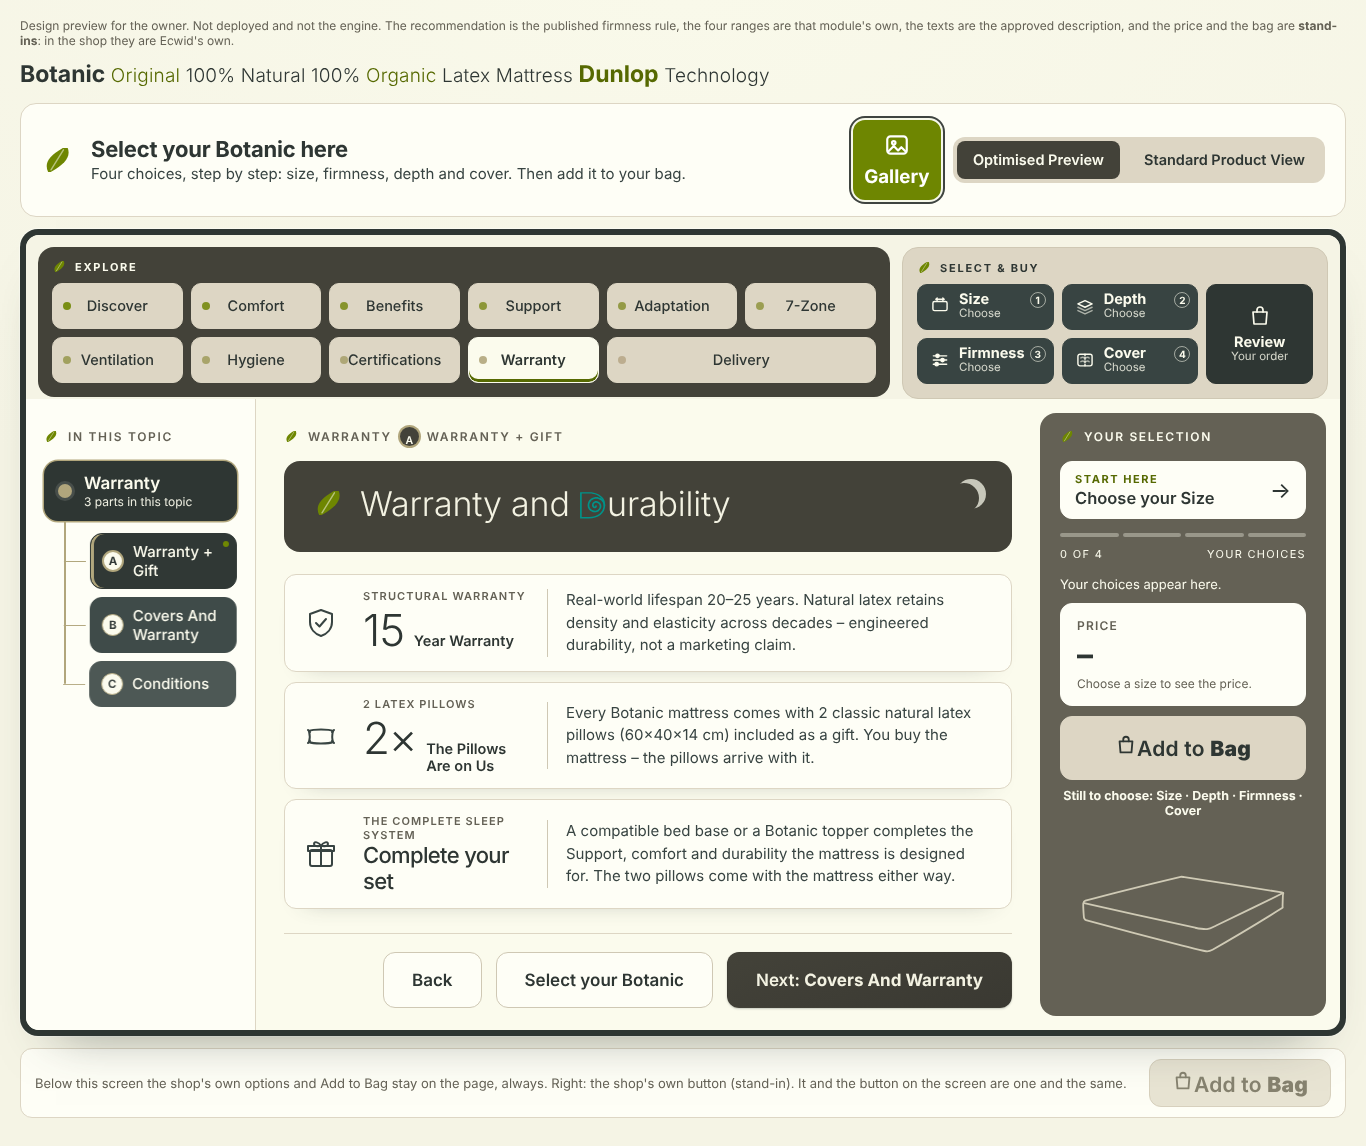 Design preview for the owner. Not deployed and not the engine. The recommendation is the published firmness rule, the four ranges are that module's own, the texts are the approved description, and the price and the bag are stand-
ins: in the shop they are Ecwid's own.
Botanic Original 100% Natural 100% Organic Latex Mattress Dunlop Technology
Select your Botanic here
Four choices, step by step: size, firmness, depth and cover. Then add it to your bag.
Gallery
Optimised Preview
Standard Product View
EXPLORE
Discover
Comfort
Benefits
Support
Adaptation
7-Zone
Ventilation
Hygiene
Certifications
Warranty
Delivery
SELECT & BUY
Size
1
Choose
Depth
2
Choose
Firmness
3
Choose
Cover
4
Choose
Review
Your order
IN THIS TOPIC
Warranty
3 parts in this topic
A
Warranty +
Gift
B
Covers And
Warranty
C
Conditions
WARRANTY A WARRANTY + GIFT
Warranty and Durability
STRUCTURAL WARRANTY
15 Year Warranty
Real-world lifespan 20–25 years. Natural latex retains
density and elasticity across decades – engineered
durability, not a marketing claim.
2 LATEX PILLOWS
2× The Pillows
Are on Us
Every Botanic mattress comes with 2 classic natural latex
pillows (60×40×14 cm) included as a gift. You buy the
mattress – the pillows arrive with it.
THE COMPLETE SLEEP
SYSTEM
Complete your
set
A compatible bed base or a Botanic topper completes the
Support, comfort and durability the mattress is designed
for. The two pillows come with the mattress either way.
Back
Select your Botanic
Next: Covers And Warranty
YOUR SELECTION
START HERE
Choose your Size
0 OF 4
YOUR CHOICES
Your choices appear here.
PRICE
–
Choose a size to see the price.
Add to Bag
Still to choose: Size · Depth · Firmness ·
Cover
Below this screen the shop's own options and Add to Bag stay on the page, always. Right: the shop's own button (stand-in). It and the button on the screen are one and the same.
Add to Bag